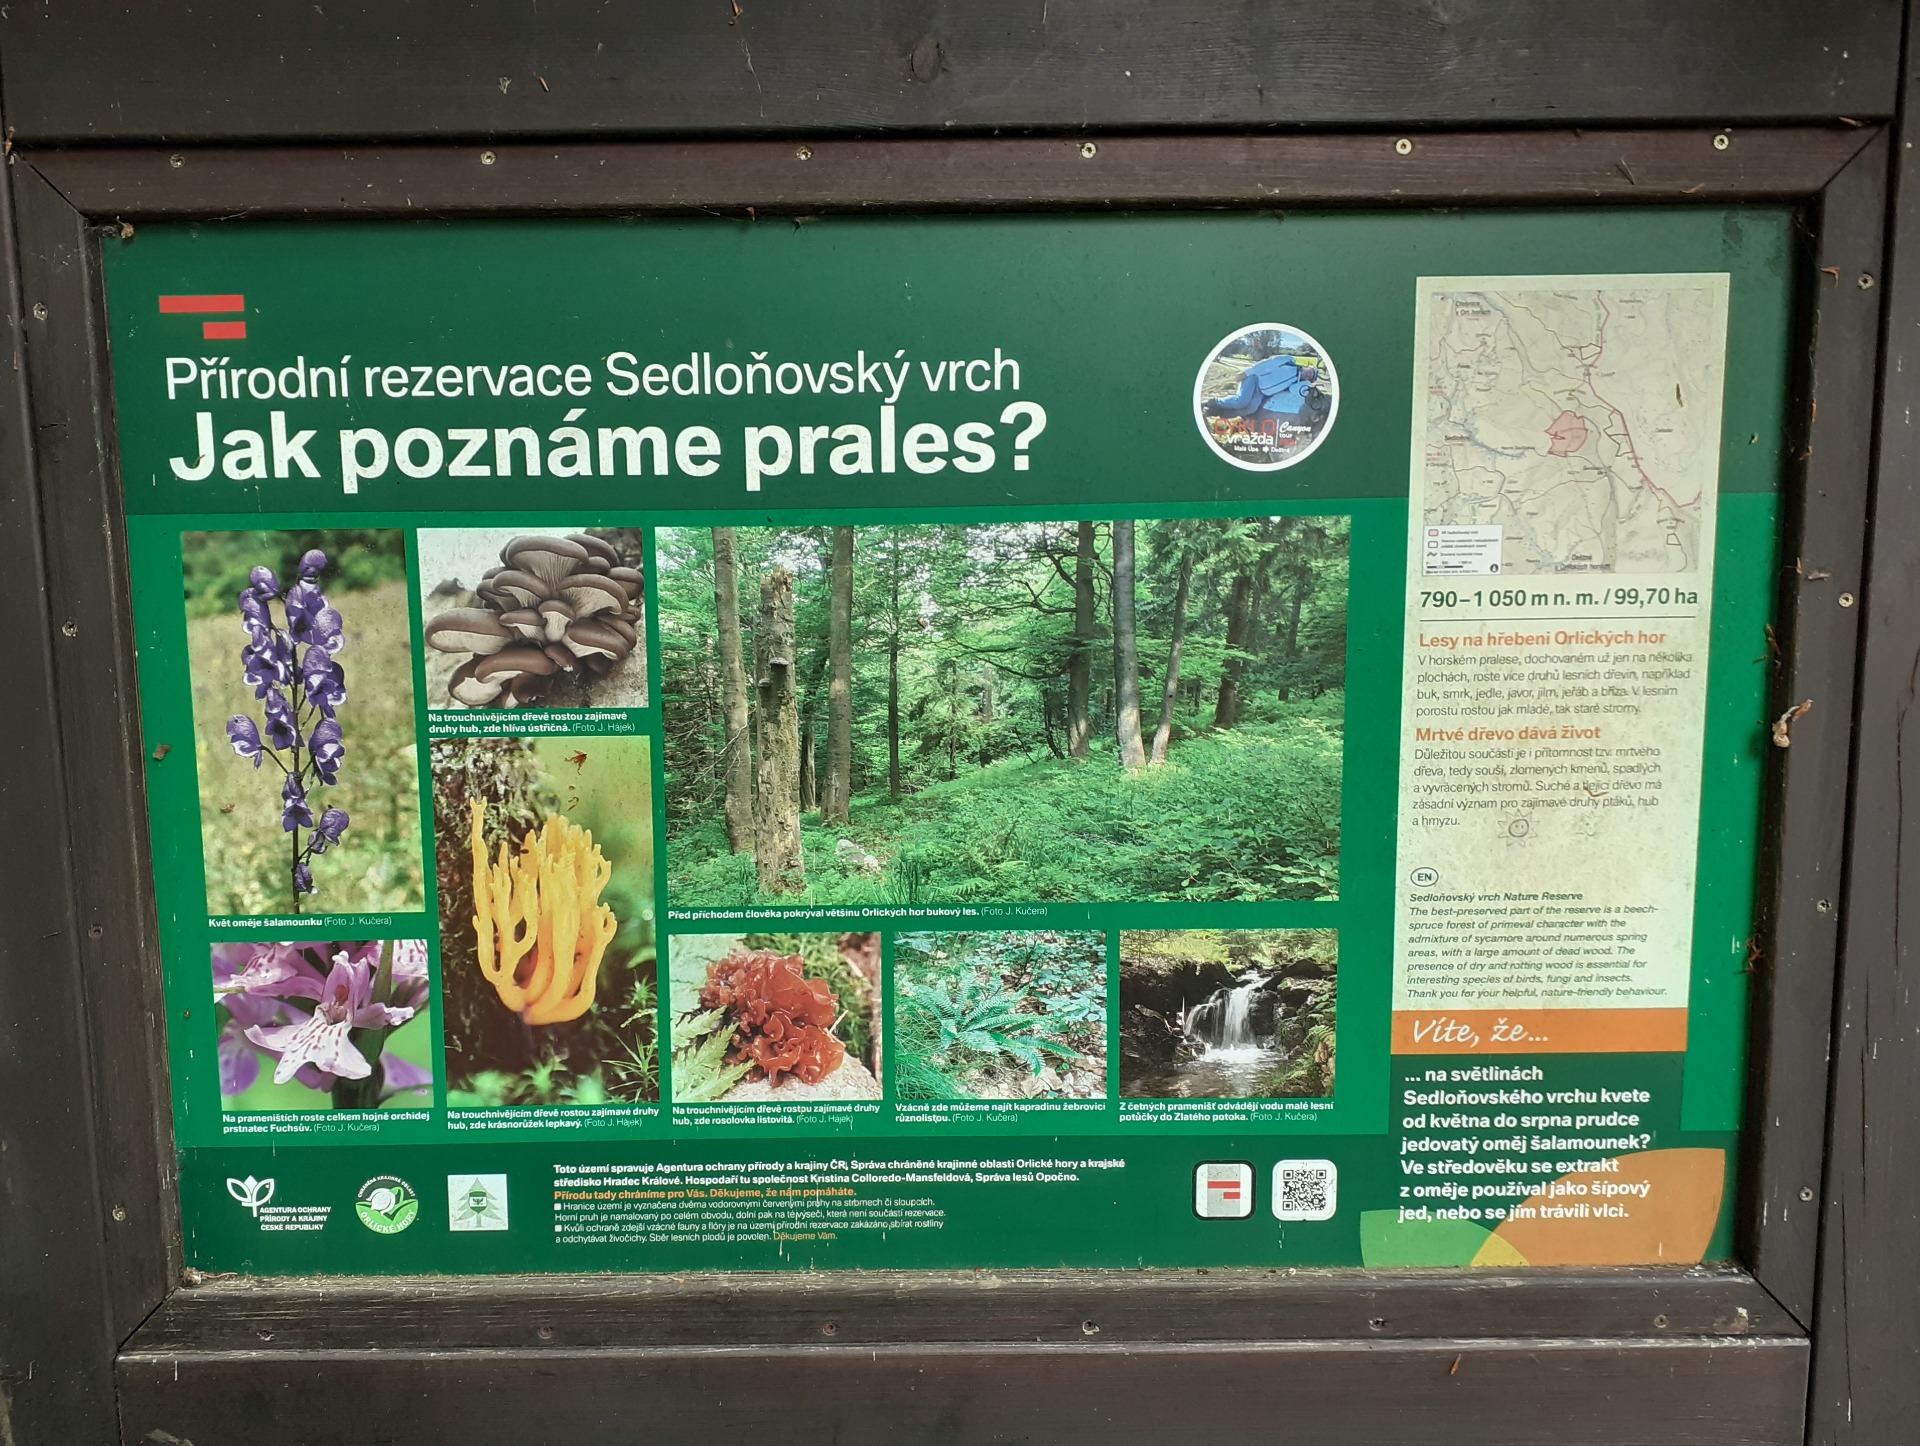 Přírodní rezervace Sedloňovský vrch
Jak poznáme prales?
CYKLO
vražda
Canyon
tour
Malá Úpa
Deštné
Květ oměje šalamounku (Foto J. Kučera)
Na trouchnivějícím dřevě rostou zajímavé
druhy hub, zde hlíva ústřičná. (Foto J. Hájek)
Před příchodem člověka pokrýval většinu Orlických hor bukový les. (Foto J. Kučera)
Na prameništích roste celkem hojně orchidej
prstnatec Fuchsův. (Foto J. Kučera)
Na trouchnivějícím dřevě rostou zajímavé druhy
hub, zde krásnorůžek lepkavý. (Foto J. Hájek)
Na trouchnivějícím dřevě rostou zajímavé druhy
hub, zde rosolovka listovitá. (Foto J. Hájek)
Vzácně zde můžeme najít kapradinu žebrovici
různolistou. (Foto J. Kučera)
Z četných pramenišť odvádějí vodu malé lesní
potůčky do Zlatého potoka. (Foto J. Kučera)
Deštné
v Orlických horách
790–1 050 m n. m. / 99,70 ha
Lesy na hřebeni Orlických hor
V horském pralese, dochovaném už jen na několika
plochách, roste více druhů lesních dřevin, například
buk, smrk, jedle, javor, jilm, jeřáb a bříza. V lesním
porostu rostou jak mladé, tak staré stromy.
Mrtvé dřevo dává život
Důležitou součástí je i přítomnost tzv. mrtvého
dřeva, tedy souší, zlomených kmenů, spadlých
a vyvrácených stromů. Suché a tlející dřevo má
zásadní význam pro zajímavé druhy ptáků, hub
a hmyzu.
EN
Sedloňovský vrch Nature Reserve
The best-preserved part of the reserve is a beech-
spruce forest of primeval character with the
admixture of sycamore around numerous spring
areas, with a large amount of dead wood. The
presence of dry and rotting wood is essential for
interesting species of birds, fungi and insects.
Thank you for your helpful, nature-friendly behaviour.
Víte, že...
... na světlinách
Sedloňovského vrchu kvete
od května do srpna prudce
jedovatý oměj šalamounek?
Ve středověku se extrakt
z oměje používal jako šípový
jed, nebo se jím trávili vlci.
AGENTURA OCHRANY
PŘÍRODY A KRAJINY
ČESKÉ REPUBLIKY
CHRÁNĚNÁ KRAJINNÁ OBLAST
ORLICKÉ HORY
Toto území spravuje Agentura ochrany přírody a krajiny ČR, Správa chráněné krajinné oblasti Orlické hory a krajské
středisko Hradec Králové. Hospodaří tu společnost Kristina Colloredo-Mansfeldová, Správa lesů Opočno.
Přírodu tady chráníme pro Vás. Děkujeme, že nám pomáháte.
Hranice území je vyznačena dvěma vodorovnými červenými pruhy na stromech či sloupcích.
Horní pruh je namalovaný po celém obvodu, dolní pak na té výseči, která není součástí rezervace.
Kvůli ochraně zdejší vzácné fauny a flóry je na území přírodní rezervace zakázáno sbírat rostliny
a odchytávat živočichy. Sběr lesních plodů je povolen. Děkujeme Vám.